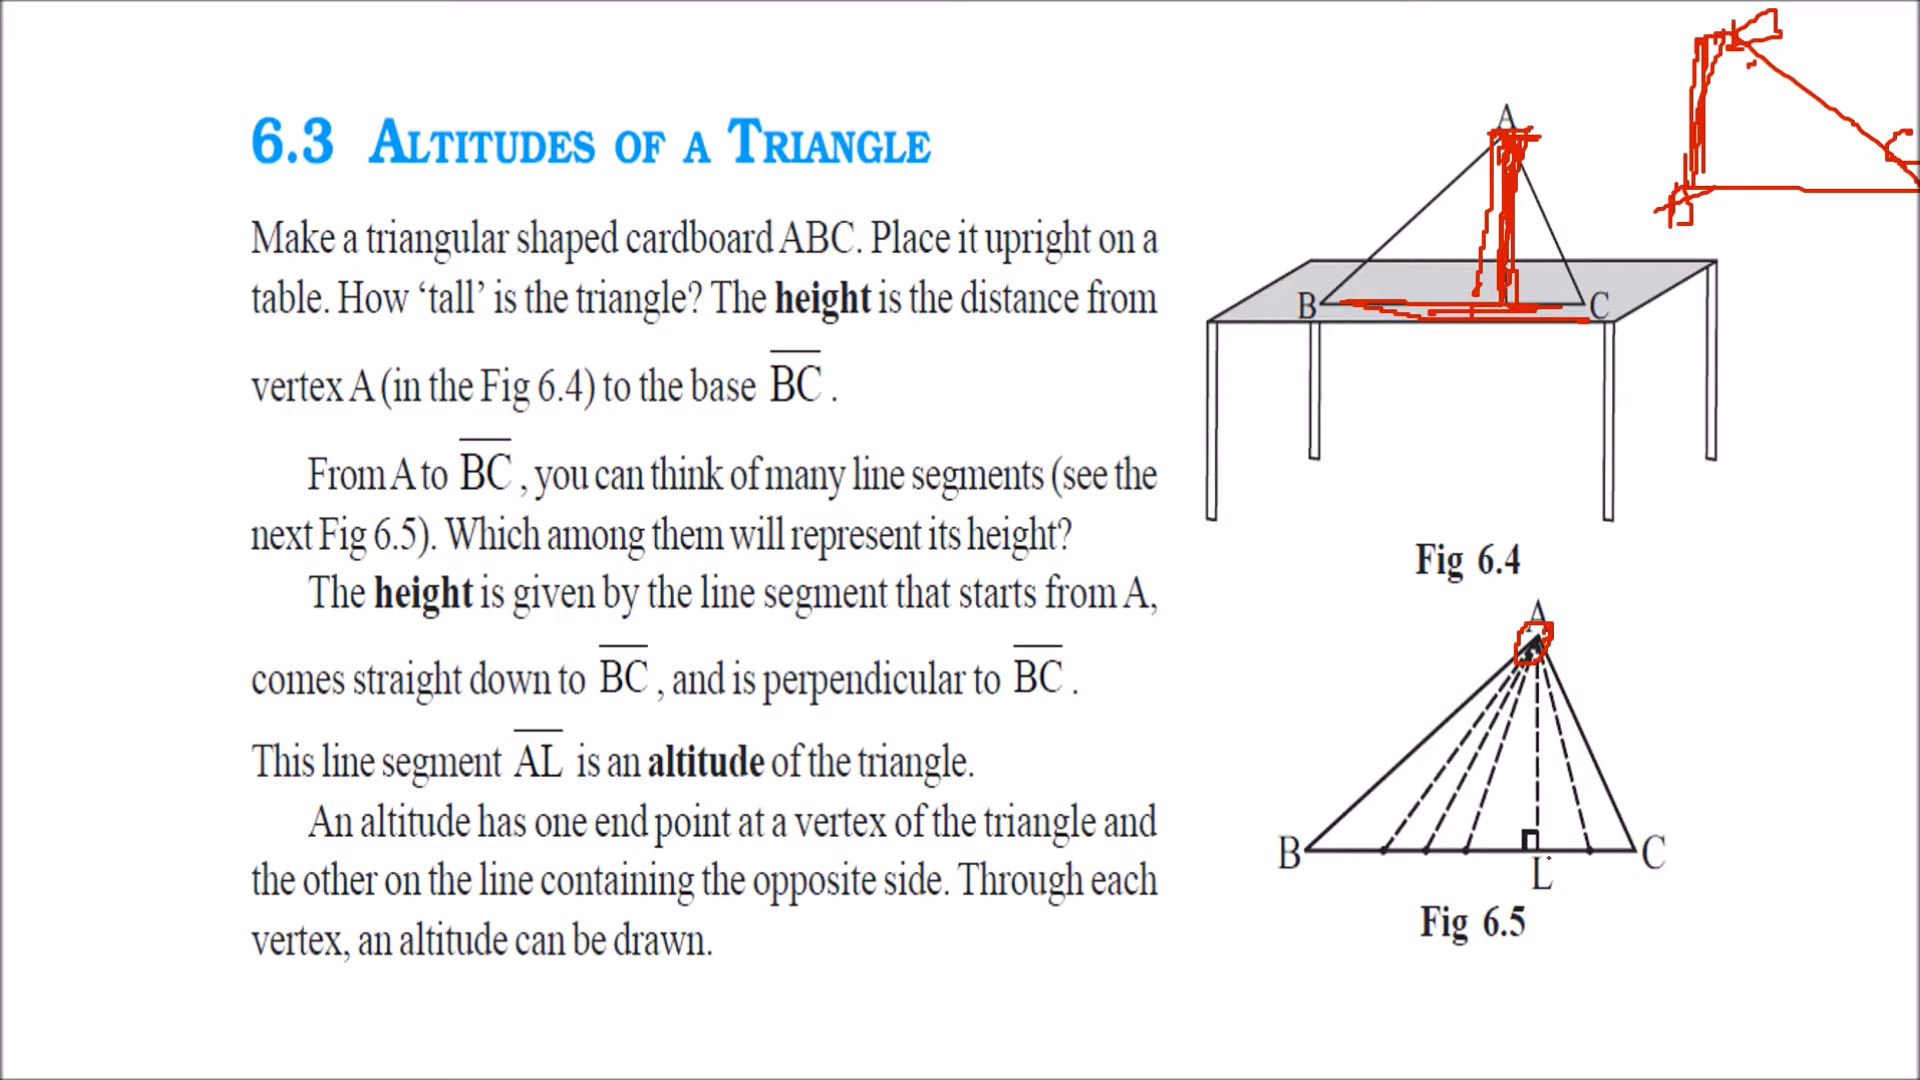 6.3 ALTITUDES OF A TRIANGLE
Make a triangular shaped cardboard ABC. Place it upright on a
table. How ‘tall’ is the triangle? The height is the distance from
vertex A (in the Fig 6.4) to the base BC .
From A to BC , you can think of many line segments (see the
next Fig 6.5). Which among them will represent its height?
The height is given by the line segment that starts from A,
comes straight down to BC , and is perpendicular to BC .
This line segment AL is an altitude of the triangle.
An altitude has one end point at a vertex of the triangle and
the other on the line containing the opposite side. Through each
vertex, an altitude can be drawn.
A
B
C
Fig 6.4
A
B
C
L
Fig 6.5